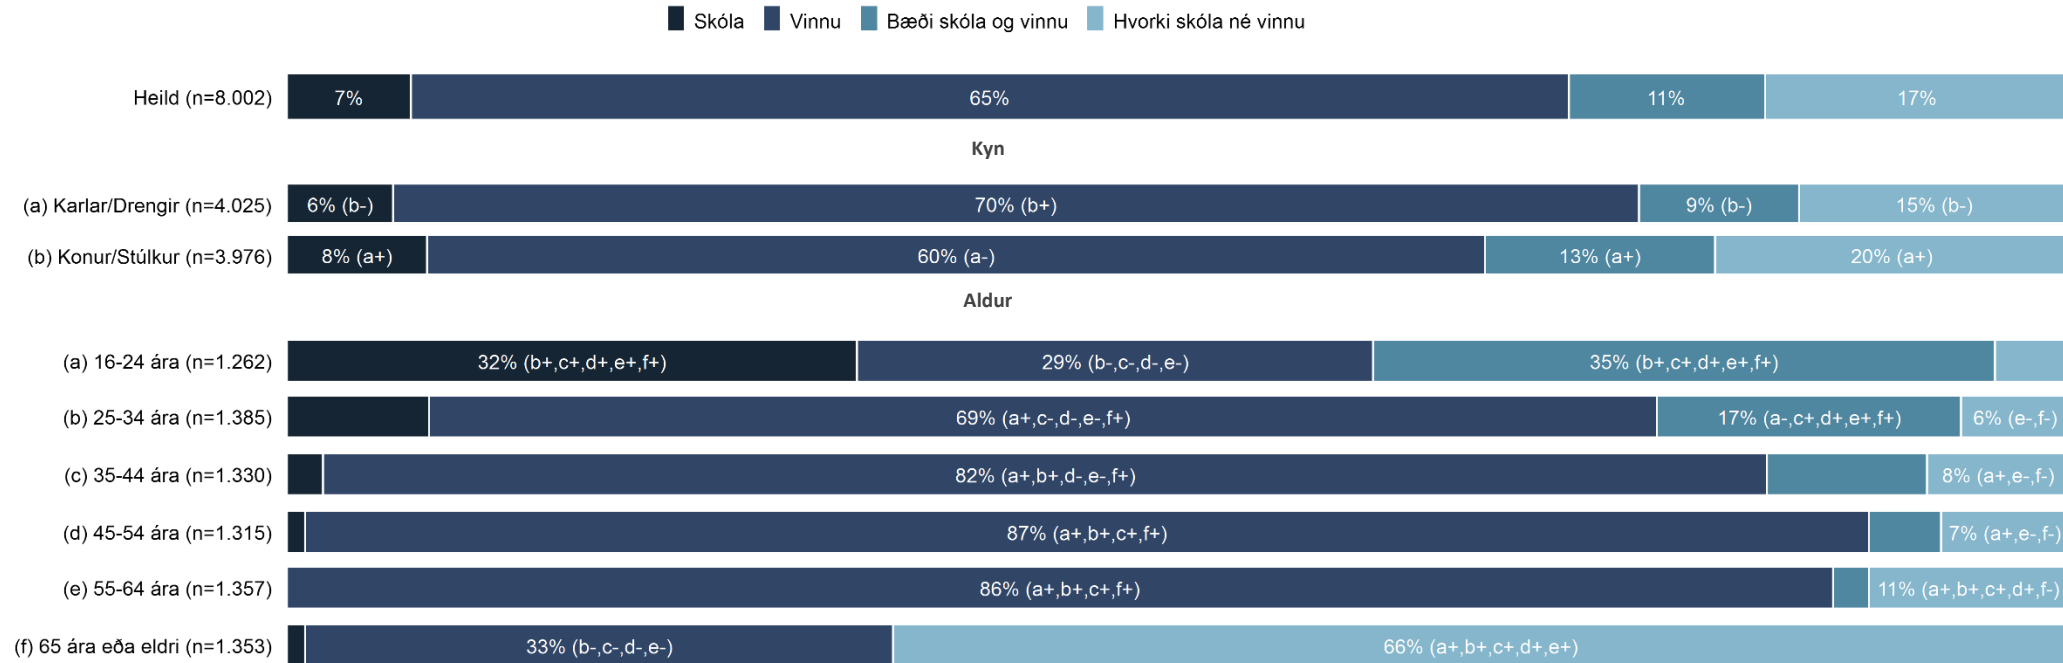 Skóla Vinnu Bæði skóla og vinnu Hvorki skóla né vinnu
Heild (n=8.002) 7% 65% 11% 17%
Kyn
(a) Karlar/Drengir (n=4.025) 6% (b-) 70% (b+) 9% (b-) 15% (b-)
(b) Konur/Stúlkur (n=3.976) 8% (a+) 60% (a-) 13% (a+) 20% (a+)
Aldur
(a) 16-24 ára (n=1.262) 32% (b+,c+,d+,e+,f+) 29% (b-,c-,d-,e-) 35% (b+,c+,d+,e+,f+)
(b) 25-34 ára (n=1.385) 69% (a+,c-,d-,e-,f+) 17% (a-,c+,d+,e+,f+) 6% (e-,f-)
(c) 35-44 ára (n=1.330) 82% (a+,b+,d-,e-,f+) 8% (a+,e-,f-)
(d) 45-54 ára (n=1.315) 87% (a+,b+,c+,f+) 7% (a+,e-,f-)
(e) 55-64 ára (n=1.357) 86% (a+,b+,c+,f+) 11% (a+,b+,c+,d+,f-)
(f) 65 ára eða eldri (n=1.353) 33% (b-,c-,d-,e-) 66% (a+,b+,c+,d+,e+)